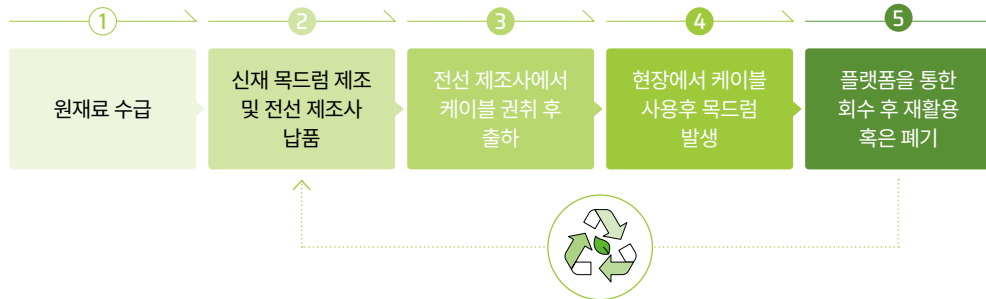 1
2
3
4
5
원재료 수급
신재 목드럼 제조
및 전선 제조사
납품
전선 제조사에서
케이블 권취 후
출하
현장에서 케이블
사용후 목드럼
발생
플랫폼을 통한
회수 후 재활용
혹은 폐기